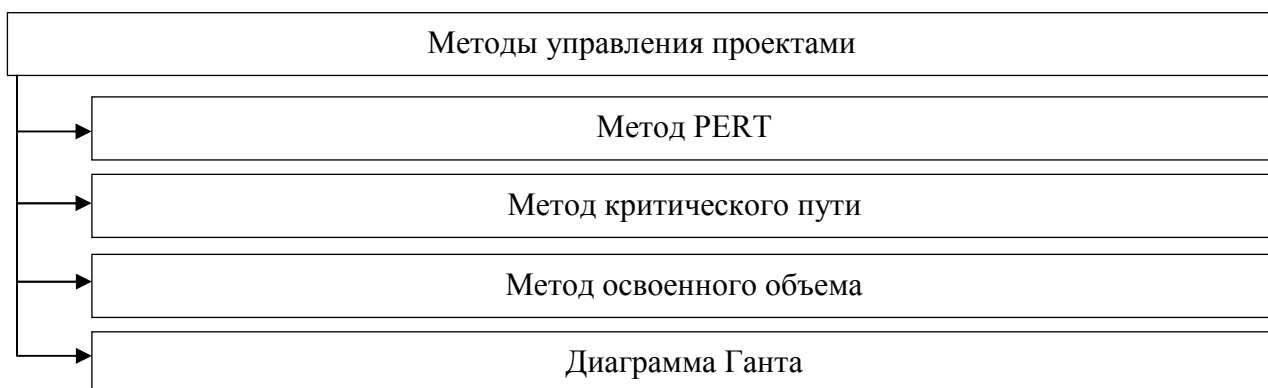 Методы управления проектами
Метод PERT
Метод критического пути
Метод освоенного объема
Диаграмма Ганта